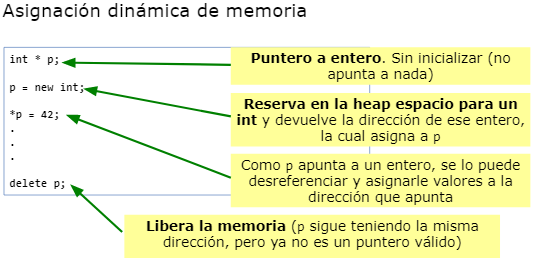 Asignación dinámica de memoria
int * p;
Puntero a entero. Sin inicializar (no
apunta a nada)
p = new int;
Reserva en la heap espacio para un
int y devuelve la dirección de ese entero,
la cual asigna a p
*p = 42;
.
.
.
Como p apunta a un entero, se lo puede
desreferenciar y asignarle valores a la
dirección que apunta
delete p;
Libera la memoria (p sigue teniendo la misma
dirección, pero ya no es un puntero válido)